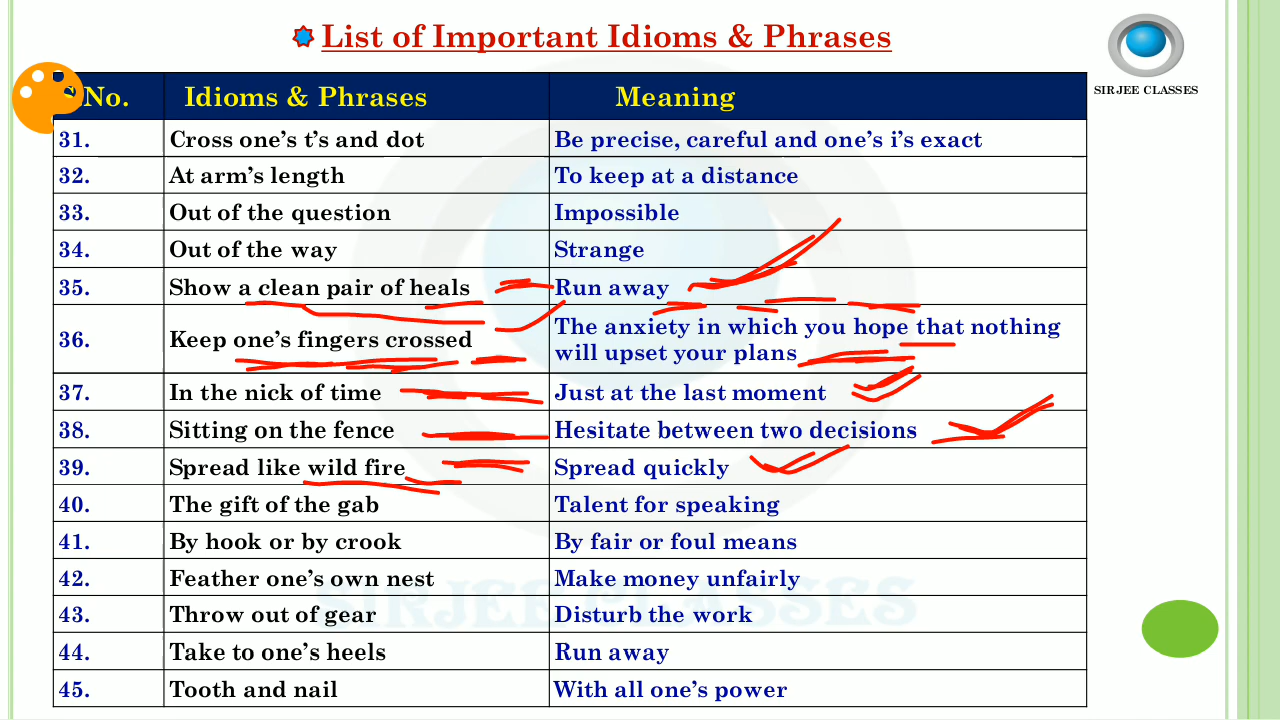 List of Important Idioms & Phrases
SIRJEE CLASSES
No. Idioms & Phrases Meaning
31. Cross one's t's and dot Be precise, careful and one's i's exact
32. At arm's length To keep at a distance
33. Out of the question Impossible
34. Out of the way Strange
35. Show a clean pair of heals Run away
36. Keep one's fingers crossed The anxiety in which you hope that nothing
will upset your plans
37. In the nick of time Just at the last moment
38. Sitting on the fence Hesitate between two decisions
39. Spread like wild fire Spread quickly
40. The gift of the gab Talent for speaking
41. By hook or by crook By fair or foul means
42. Feather one's own nest Make money unfairly
43. Throw out of gear Disturb the work
44. Take to one's heels Run away
45. Tooth and nail With all one's power
SIRJEE CLASSES